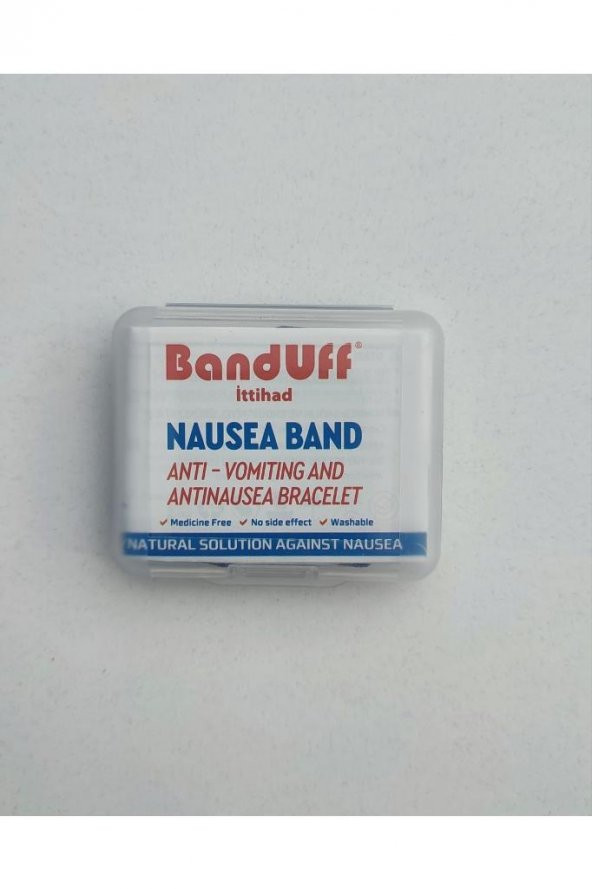 BandUff®
İttihad
NAUSEA BAND
ANTI - VOMITING AND
ANTINAUSEA BRACELET
✓ Medicine Free ✓ No side effect ✓ Washable
NATURAL SOLUTION AGAINST NAUSEA